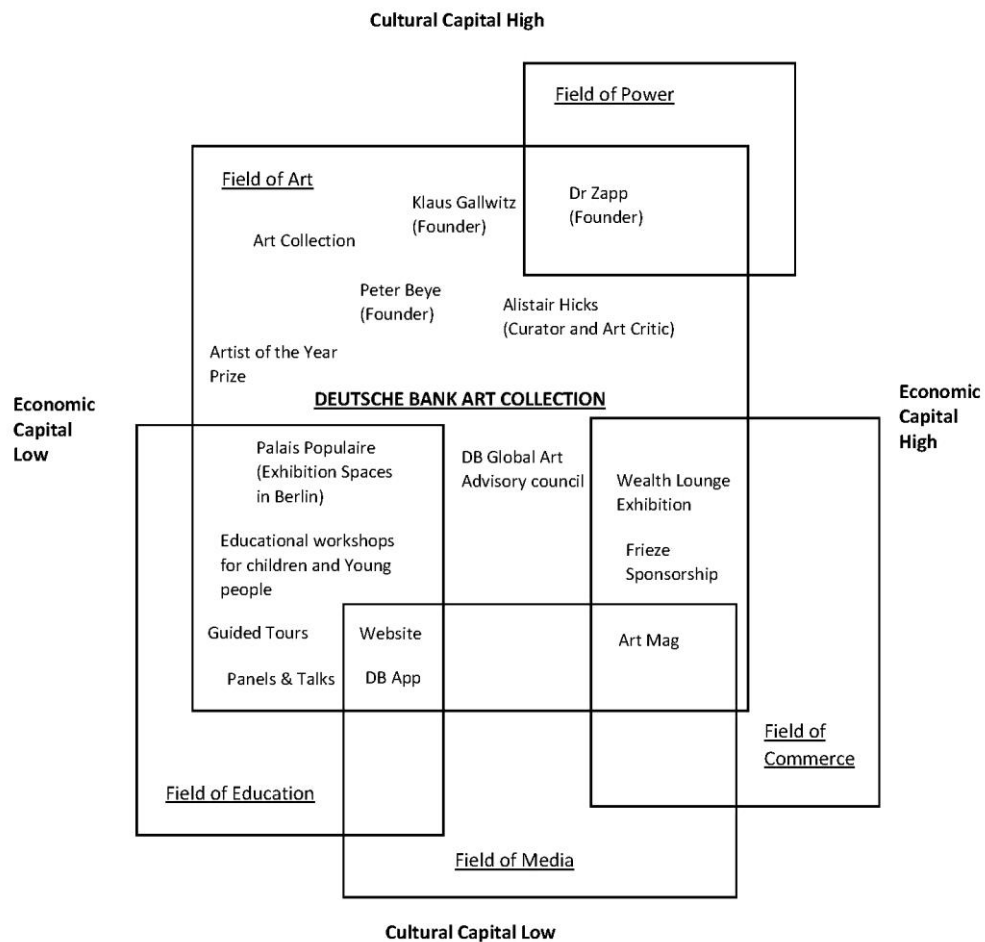 Cultural Capital High
Field of Power
Field of Art
Klaus Gallwitz
(Founder)
Dr Zapp
(Founder)
Art Collection
Peter Beye
(Founder)
Alistair Hicks
(Curator and Art Critic)
Artist of the Year
Prize
DEUTSCHE BANK ART COLLECTION
Economic
Capital
Low
Economic
Capital
High
Palais Populaire
(Exhibition Spaces
in Berlin)
DB Global Art
Advisory council
Wealth Lounge
Exhibition
Educational workshops
for children and Young
people
Frieze
Sponsorship
Guided Tours
Website
Art Mag
Panels & Talks
DB App
Field of
Commerce
Field of Education
Field of Media
Cultural Capital Low